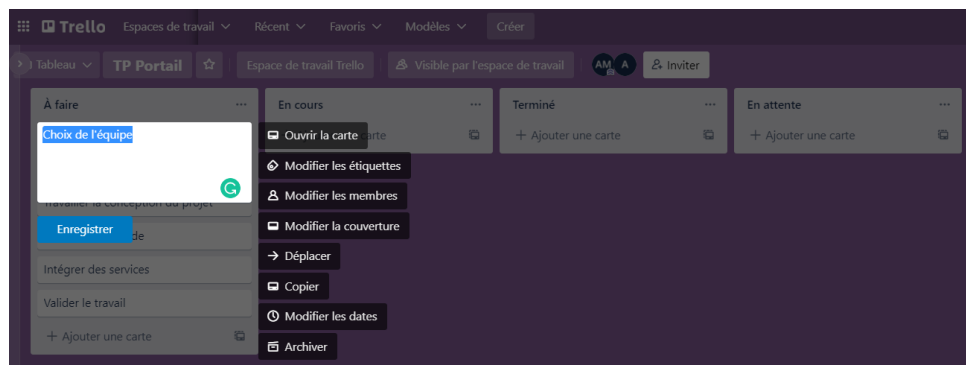 Trello Espaces de travail Récent Favoris Modèles Créer
Tableau TP Portail Espace de travail Trello Visible par l'espace de travail AM A Inviter
À faire ... En cours ... Terminé ... En attente ...
Choix de l'équipe
Ouvrir la carte carte
+ Ajouter une carte
+ Ajouter une carte
Modifier les étiquettes
Modifier les membres
Travailler la conception du projet
Enregistrer
de
Modifier la couverture
Déplacer
Intégrer des services
Copier
Valider le travail
Modifier les dates
+ Ajouter une carte
Archiver